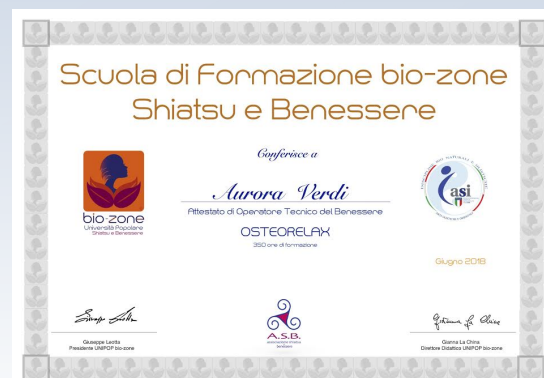 Scuola di Formazione bio-zone
Shiatsu e Benessere
Conferisce a
Aurora Verdi
Attestato di Operatore Tecnico del Benessere
OSTEORELAX
350 ore di formazione
bio-zone
Università Popolare
Shiatsu e Benessere
asi
Giugno 2018
Giuseppe Leotta
Presidente UNIPOP bio-zone
A.S.B.
Gianna La China
Direttore Didattico UNIPOP bio-zone